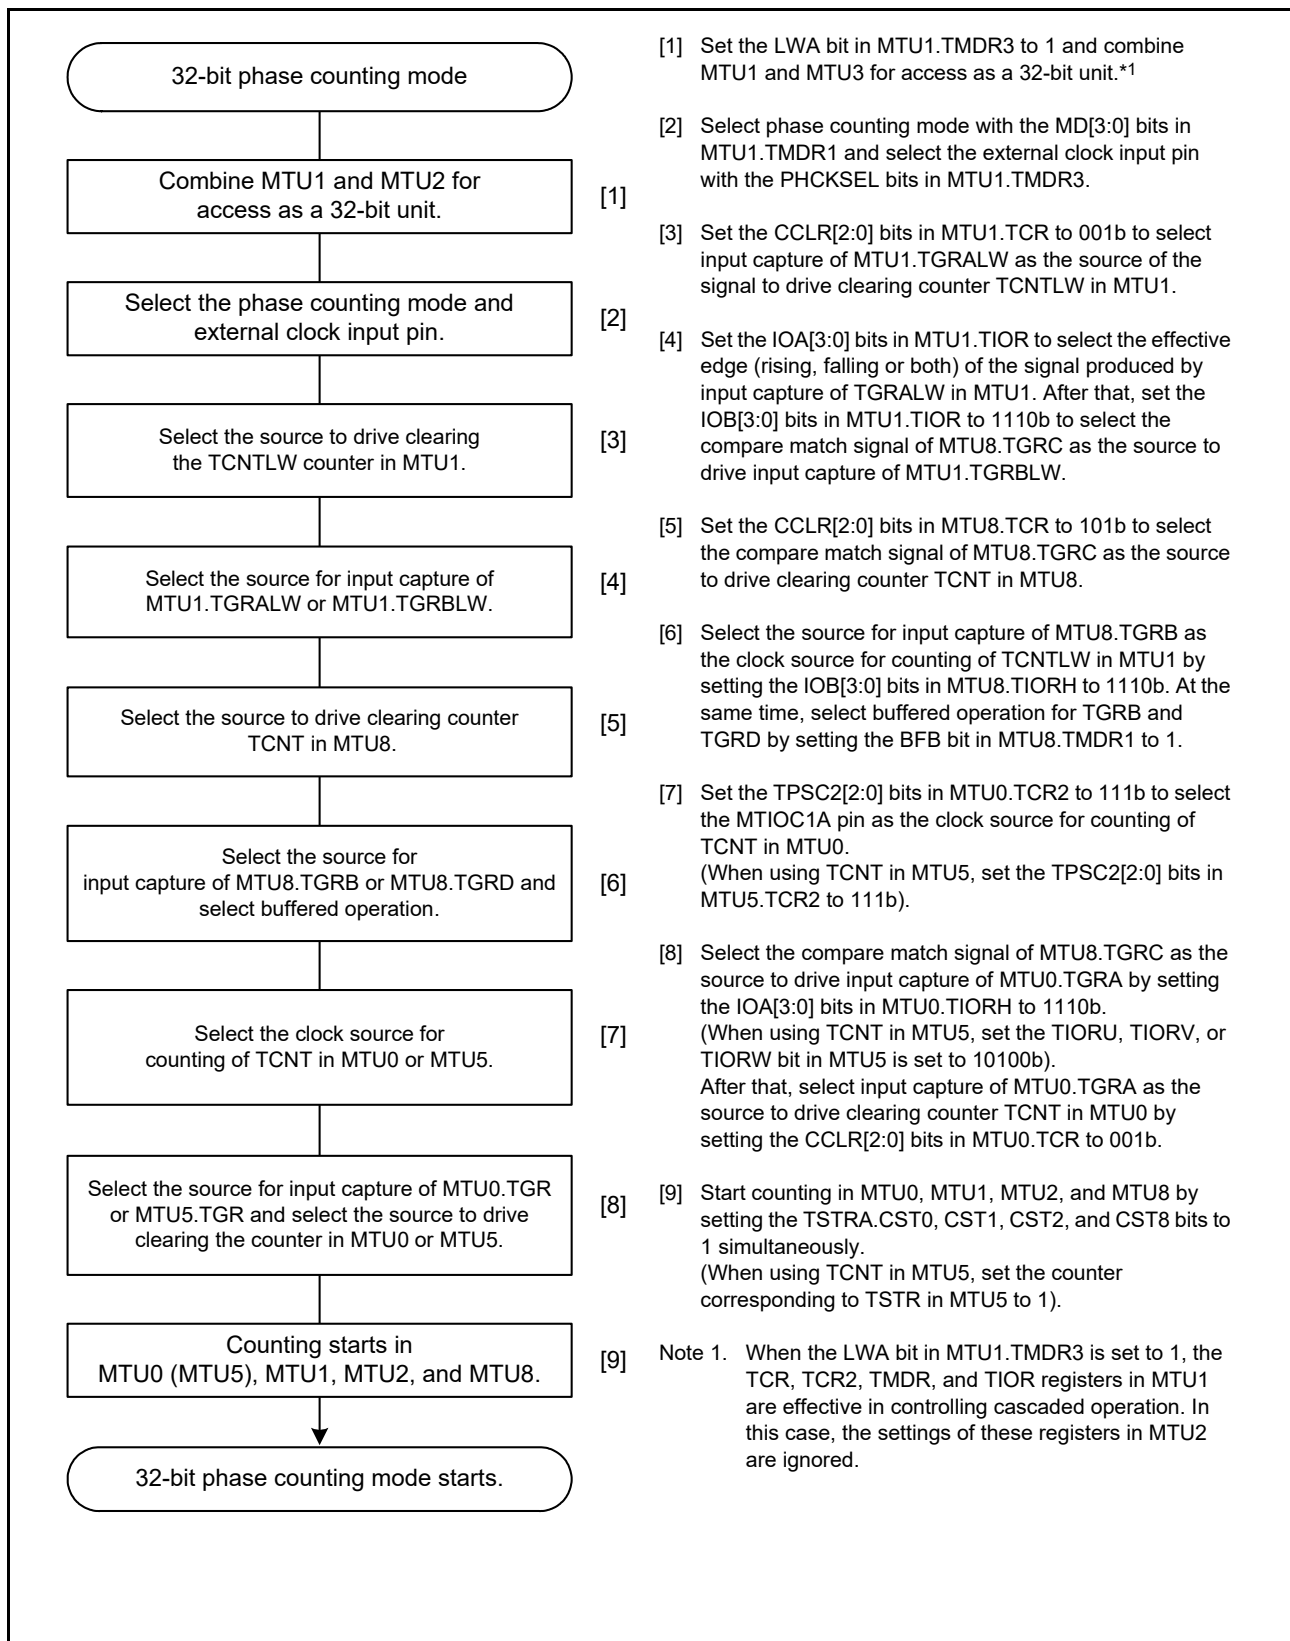 32-bit phase counting mode
Combine MTU1 and MTU2 for
access as a 32-bit unit.
[1]
Select the phase counting mode and
external clock input pin.
[2]
Select the source to drive clearing
the TCNTLW counter in MTU1.
[3]
Select the source for input capture of
MTU1.TGRALW or MTU1.TGRBLW.
[4]
Select the source to drive clearing counter
TCNT in MTU8.
[5]
Select the source for
input capture of MTU8.TGRB or MTU8.TGRD and
select buffered operation.
[6]
Select the clock source for
counting of TCNT in MTU0 or MTU5.
[7]
Select the source for input capture of MTU0.TGR
or MTU5.TGR and select the source to drive
clearing the counter in MTU0 or MTU5.
[8]
Counting starts in
MTU0 (MTU5), MTU1, MTU2, and MTU8.
[9]
32-bit phase counting mode starts.
[1] Set the LWA bit in MTU1.TMDR3 to 1 and combine
MTU1 and MTU3 for access as a 32-bit unit.*1
[2] Select phase counting mode with the MD[3:0] bits in
MTU1.TMDR1 and select the external clock input pin
with the PHCKSEL bits in MTU1.TMDR3.
[3] Set the CCLR[2:0] bits in MTU1.TCR to 001b to select
input capture of MTU1.TGRALW as the source of the
signal to drive clearing counter TCNTLW in MTU1.
[4] Set the IOA[3:0] bits in MTU1.TIOR to select the effective
edge (rising, falling or both) of the signal produced by
input capture of TGRALW in MTU1. After that, set the
IOB[3:0] bits in MTU1.TIOR to 1110b to select the
compare match signal of MTU8.TGRC as the source to
drive input capture of MTU1.TGRBLW.
[5] Set the CCLR[2:0] bits in MTU8.TCR to 101b to select
the compare match signal of MTU8.TGRC as the source
to drive clearing counter TCNT in MTU8.
[6] Select the source for input capture of MTU8.TGRB as
the clock source for counting of TCNTLW in MTU1 by
setting the IOB[3:0] bits in MTU8.TIORH to 1110b. At the
same time, select buffered operation for TGRB and
TGRD by setting the BFB bit in MTU8.TMDR1 to 1.
[7] Set the TPSC2[2:0] bits in MTU0.TCR2 to 111b to select
the MTIOC1A pin as the clock source for counting of
TCNT in MTU0.
(When using TCNT in MTU5, set the TPSC2[2:0] bits in
MTU5.TCR2 to 111b).
[8] Select the compare match signal of MTU8.TGRC as the
source to drive input capture of MTU0.TGRA by setting
the IOA[3:0] bits in MTU0.TIORH to 1110b.
(When using TCNT in MTU5, set the TIORU, TIORV, or
TIORW bit in MTU5 is set to 10100b).
After that, select input capture of MTU0.TGRA as the
source to drive clearing counter TCNT in MTU0 by
setting the CCLR[2:0] bits in MTU0.TCR to 001b.
[9] Start counting in MTU0, MTU1, MTU2, and MTU8 by
setting the TSTRA.CST0, CST1, CST2, and CST8 bits to
1 simultaneously.
(When using TCNT in MTU5, set the counter
corresponding to TSTR in MTU5 to 1).
Note 1. When the LWA bit in MTU1.TMDR3 is set to 1, the
TCR, TCR2, TMDR, and TIOR registers in MTU1
are effective in controlling cascaded operation. In
this case, the settings of these registers in MTU2
are ignored.